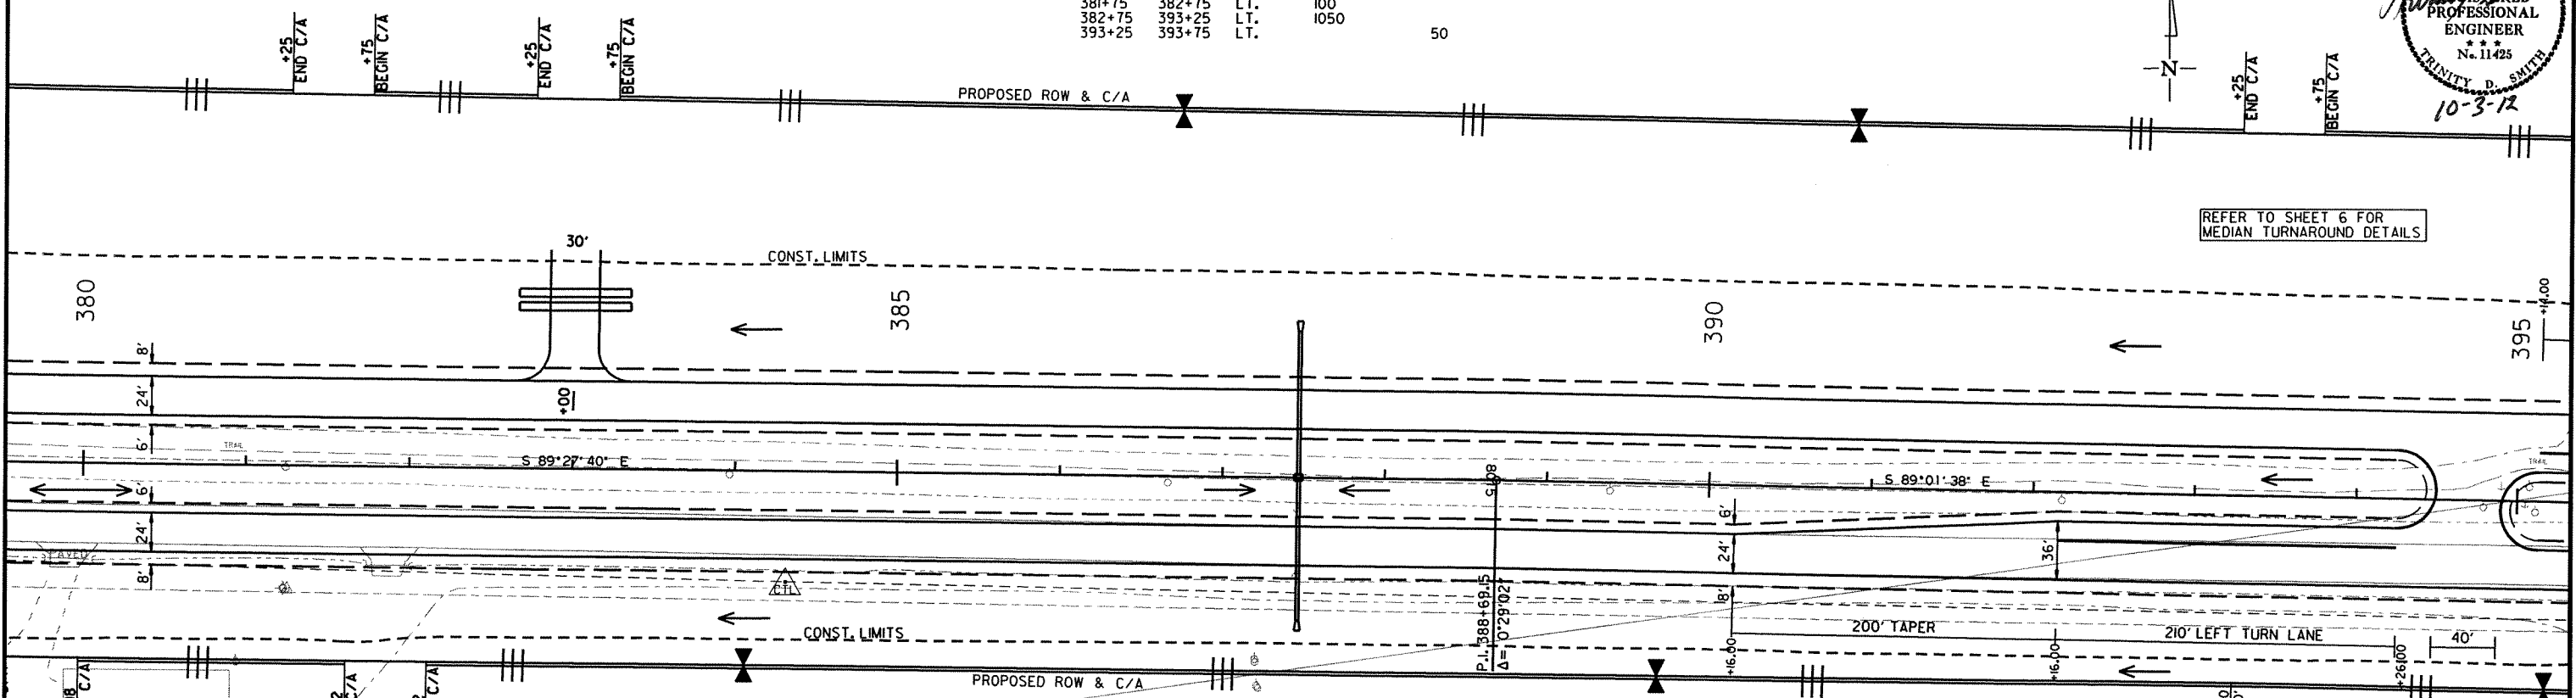 381+75 382+75 LT. 100
382+75 393+25 LT. 1050
393+25 393+75 LT. 50
PROFESSIONAL
ENGINEER
★ ★ ★
No. 11425
TRINITY D. SMITH
10-3-12
+25
END C/A
+75
BEGIN C/A
+25
END C/A
+75
BEGIN C/A
PROPOSED ROW & C/A
N
+25
END C/A
+75
BEGIN C/A
REFER TO SHEET 6 FOR
MEDIAN TURNAROUND DETAILS
30'
CONST. LIMITS
380
385
390
395
+14.00
8'
24'
+00
6'
TRAIL
S 89°27'40" E
6'
24'
8'
PAVED
CTL
S 89°01'38" E
TRAIL
6'
24'
36'
8'
P.I. 388+69.15
Δ= 0°29'02"
CONST. LIMITS
200' TAPER
210' LEFT TURN LANE
40'
+16.00
+16.00
+26.00
C/A
C/A
C/A
PROPOSED ROW & C/A